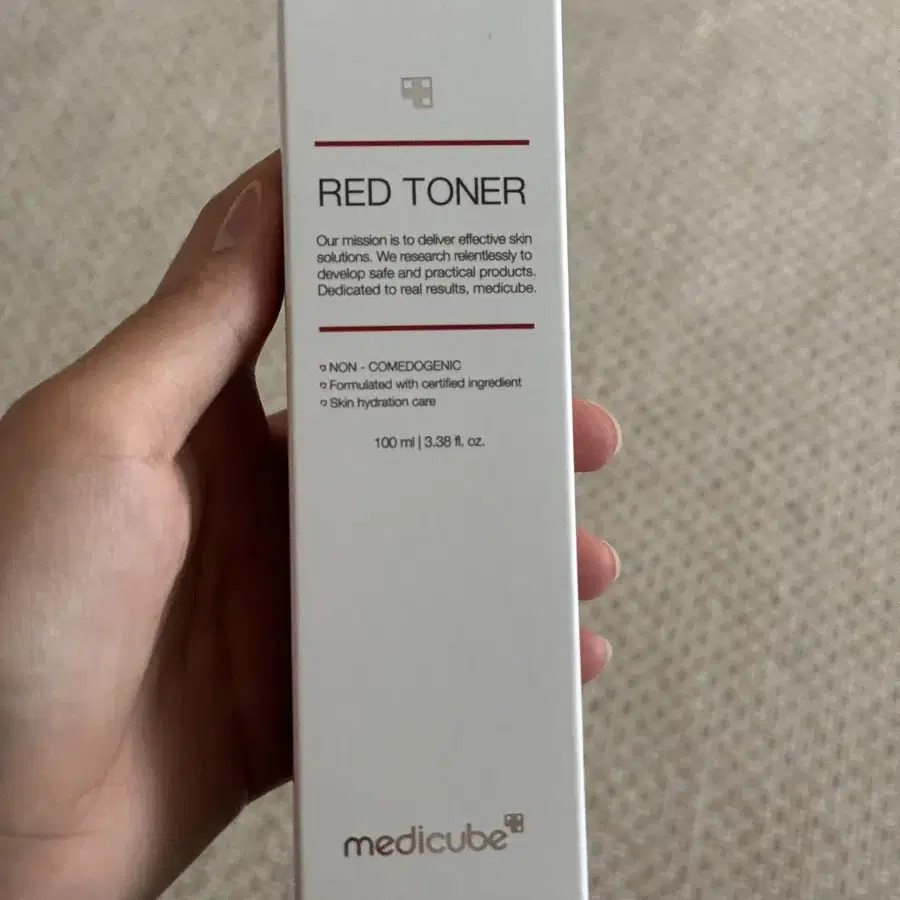 RED TONER
Our mission is to deliver effective skin
solutions. We research relentlessly to
develop safe and practical products.
Dedicated to real results, medicube.
NON - COMEDOGENIC
Formulated with certified ingredient
Skin hydration care
100 ml | 3.38 fl. oz.
medicube